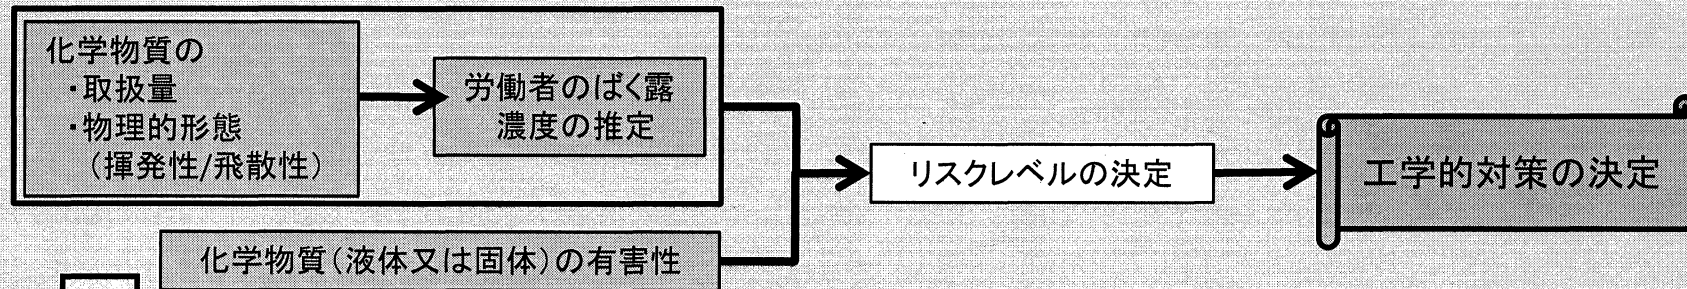 化学物質の
・取扱量
・物理的形態
（揮発性/飛散性）
労働者のばく露
濃度の推定
化学物質（液体又は固体）の有害性
リスクレベルの決定
工学的対策の決定